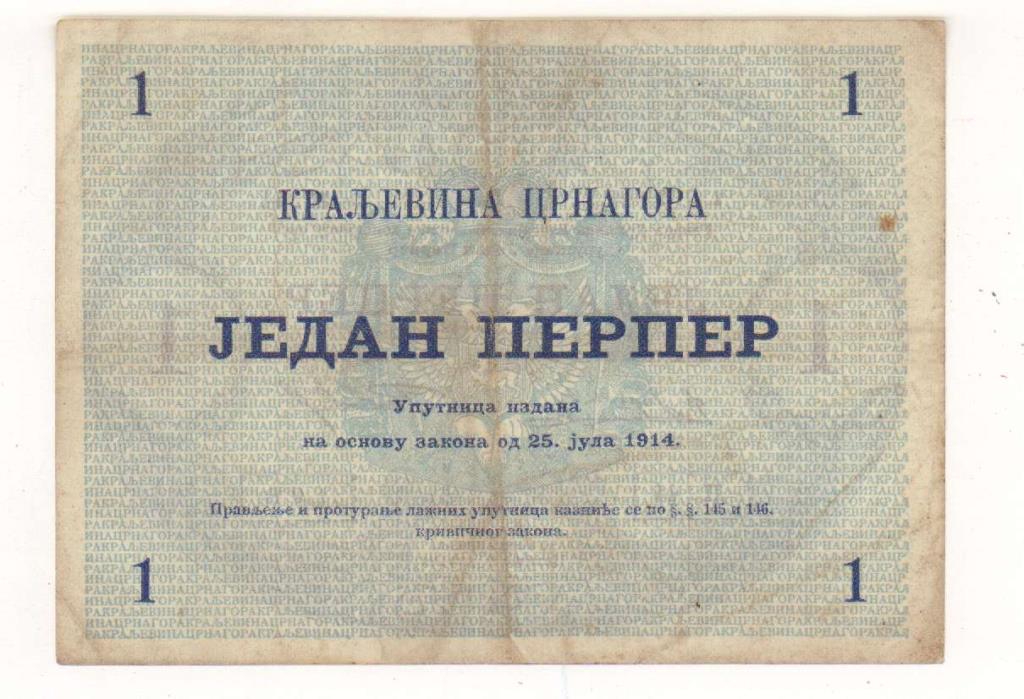 1 1
КРАЉЕВИНА ЦРНАГОРА
ЈЕДАН ПЕРПЕР
Упутница издана
на основу закона од 25. јула 1914.
Прављење и протурање лажних упутница казниће се по §. §. 145 и 146.
кривичног закона.
1 1